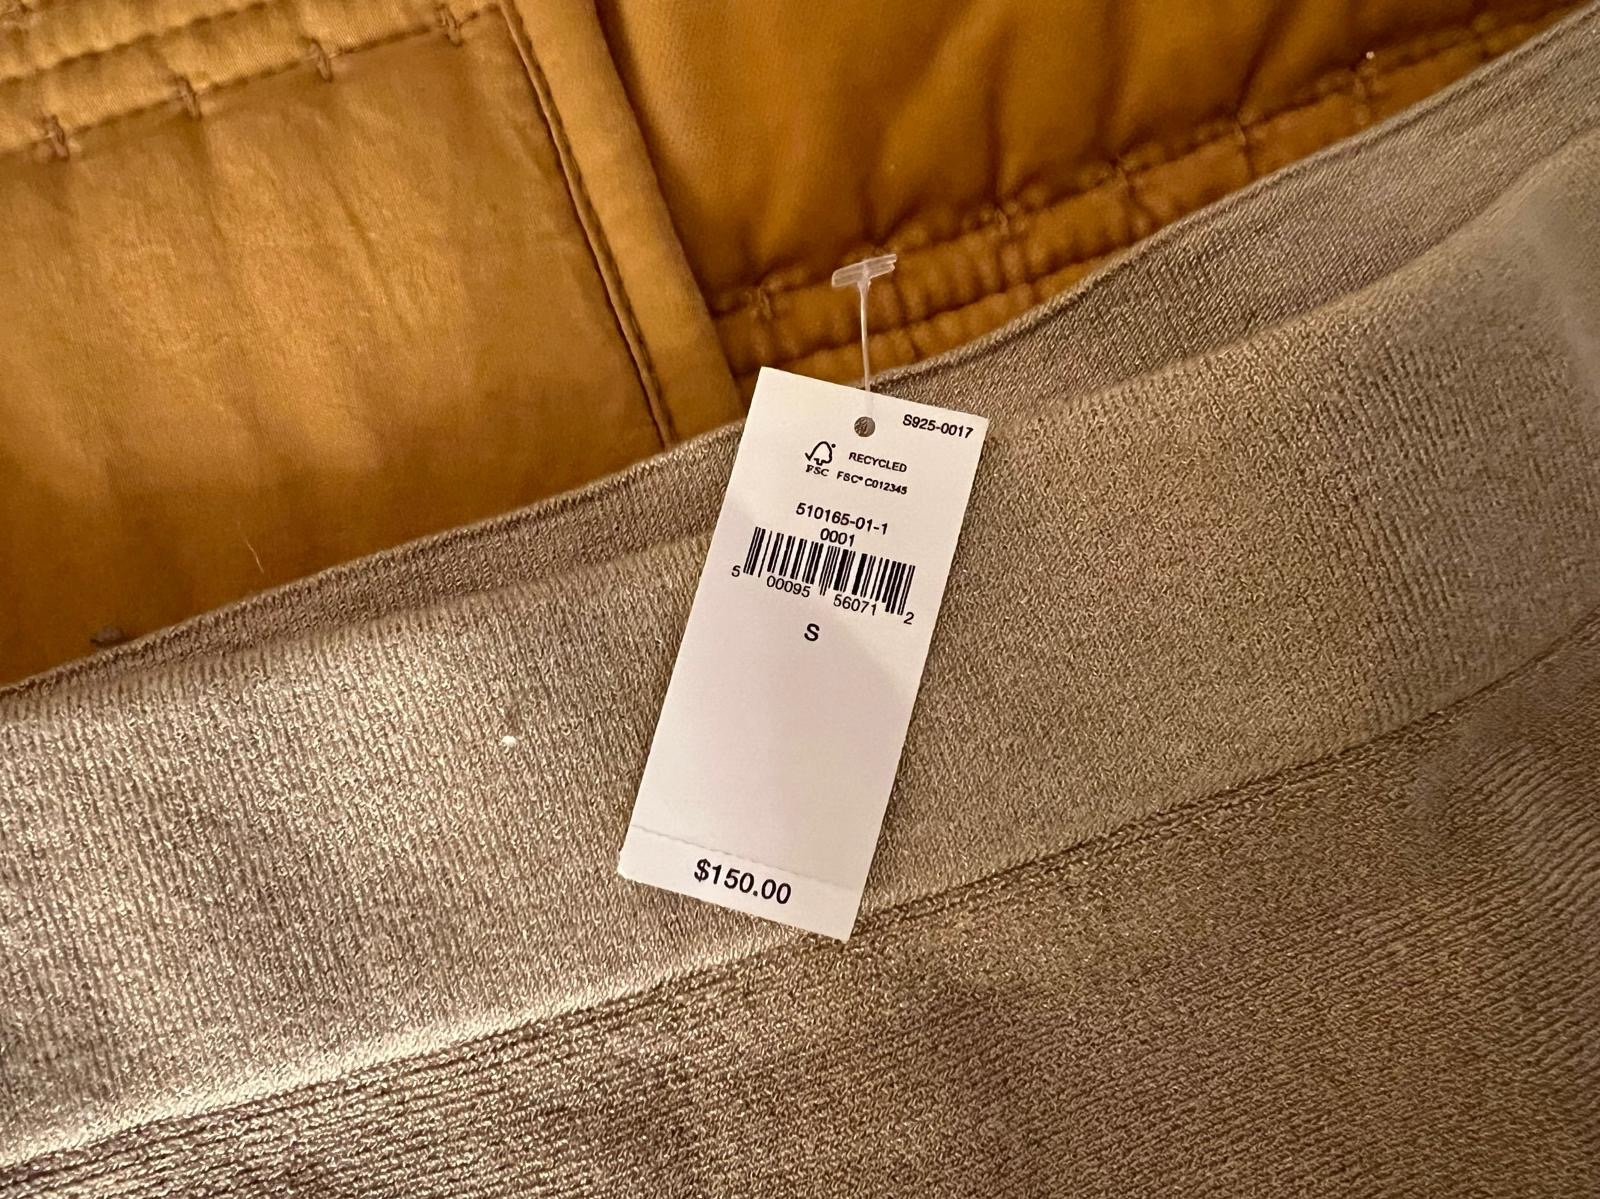 S925-0017
RECYCLED
FSC FSC® C012345
510165-01-1
0001
5 00095 56071 2
S
$150.00